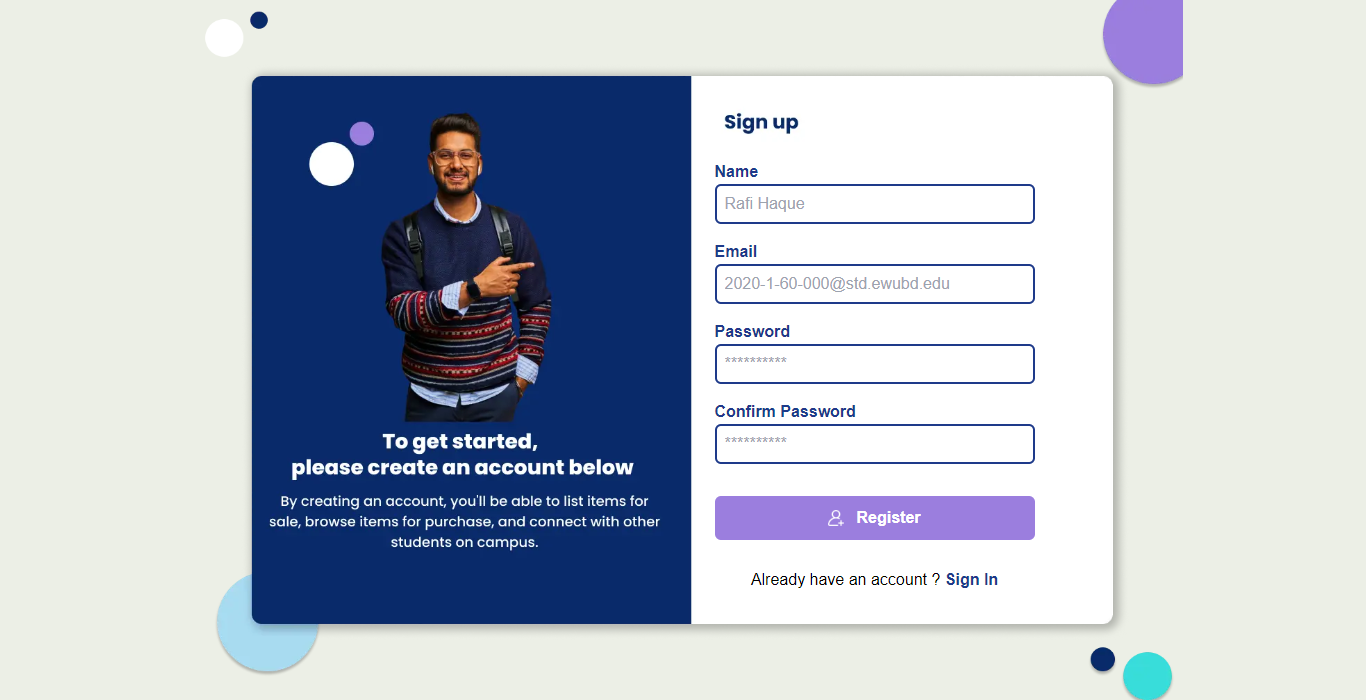 To get started,
please create an account below
By creating an account, you'll be able to list items for
sale, browse items for purchase, and connect with other
students on campus.
Sign up
Name
Rafi Haque
Email
2020-1-60-000@std.ewubd.edu
Password
**********
Confirm Password
**********
Register
Already have an account ? Sign In